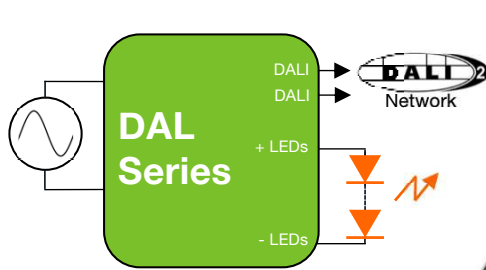 DALI
DALI
DALI 2
Network
DAL
Series
+ LEDs
- LEDs